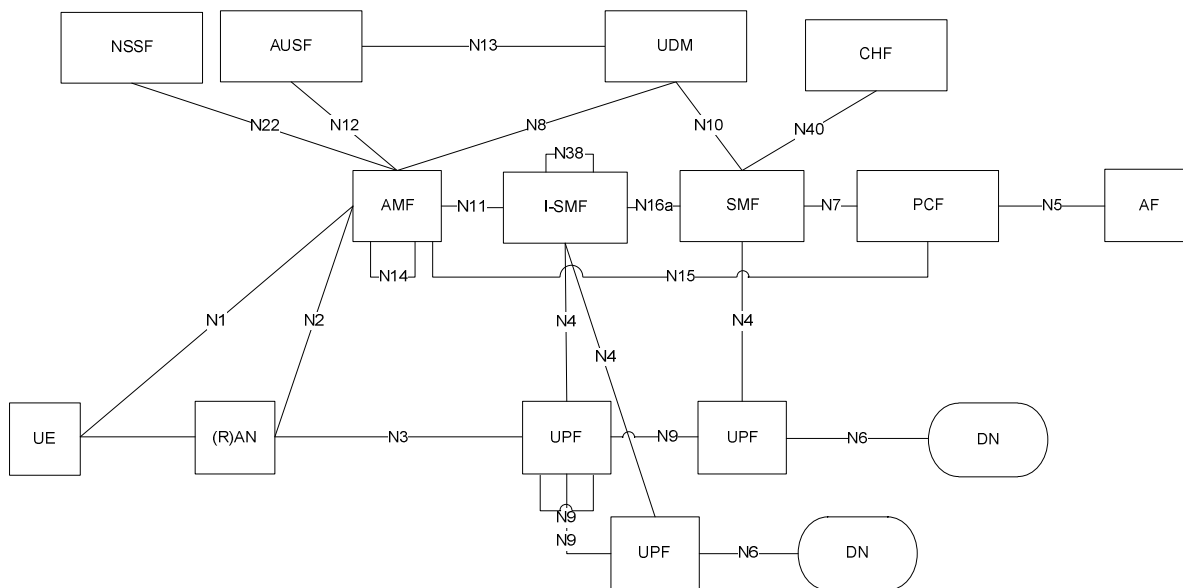 NSSF
AUSF
N13
UDM
CHF
N22
N12
N8
N10
N40
N38
AMF
N11
I-SMF
N16a
SMF
N7
PCF
N5
AF
N14
N15
N1
N2
N4
N4
N4
UE
(R)AN
N3
UPF
N9
UPF
N6
DN
N9
N9
UPF
N6
DN